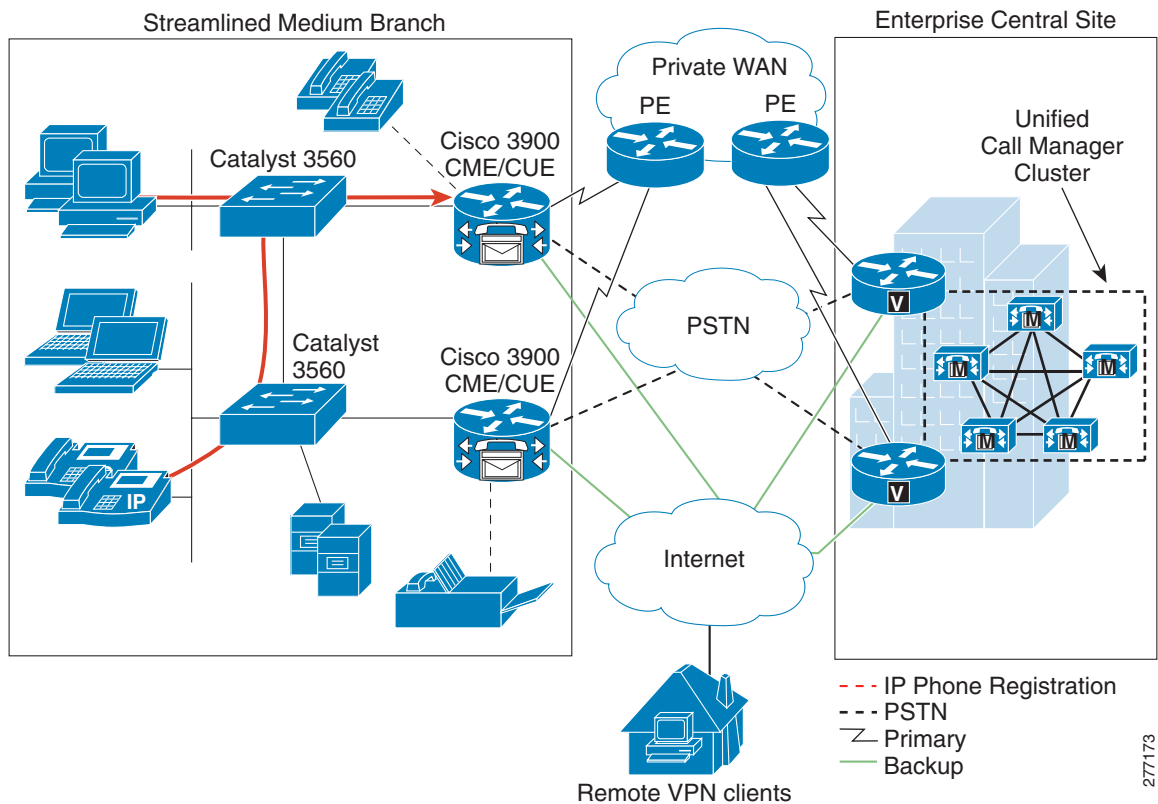 Streamlined Medium Branch
Enterprise Central Site
Private WAN
PE
PE
Unified
Call Manager
Cluster
Cisco 3900
CME/CUE
Catalyst 3560
V
M
M
M
M
M
PSTN
Catalyst
3560
Cisco 3900
CME/CUE
V
IP
Internet
IP Phone Registration
PSTN
Primary
Backup
Remote VPN clients
277173